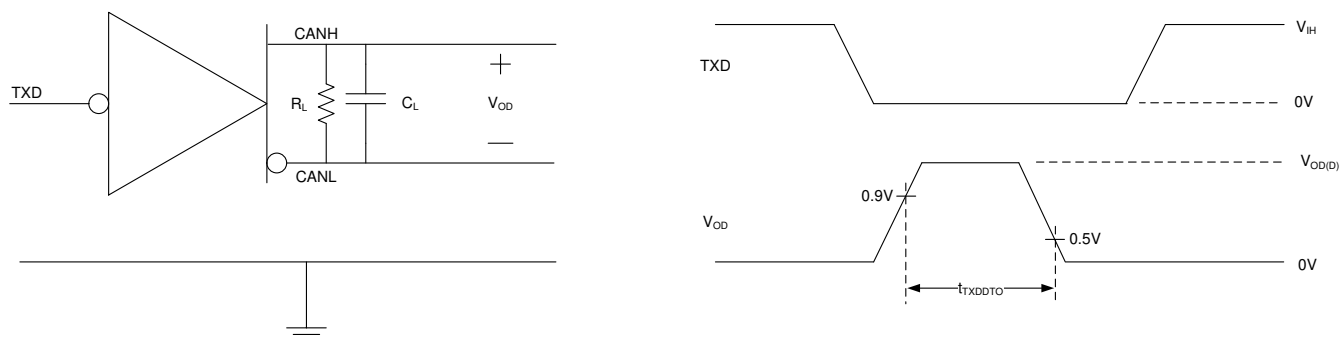 TXD
CANH
R_L
C_L
+
V_OD
—
CANL
TXD
V_IH
0V
V_OD
0.9V
0.5V
V_OD(D)
0V
t_TXDDTO